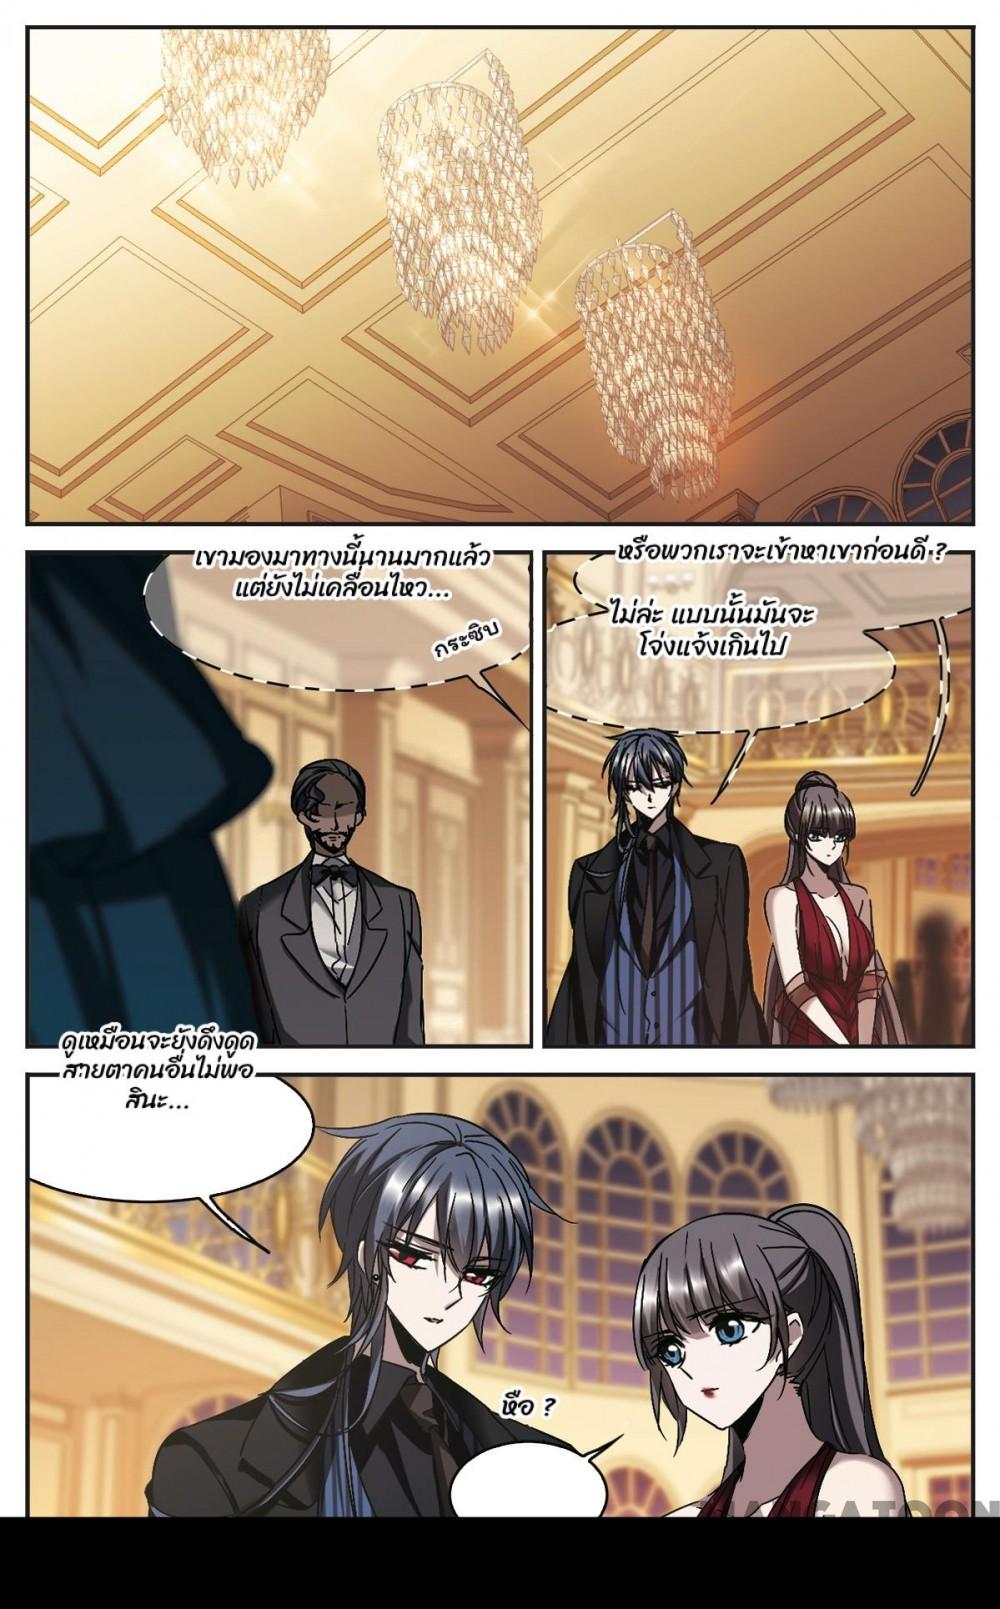 เขามองมาทางนี้นานมากแล้ว
แต่ยังไม่เคลื่อนไหว...
กระซิบ
หรือพวกเราจะเข้าหาเขาก่อนดี ?
ไม่ล่ะ แบบนั้นมันจะ
โจ่งแจ้งเกินไป
ดูเหมือนจะยังดึงดูด
สายตาคนอื่นไม่พอ
สินะ...
หือ ?
MANGATOON